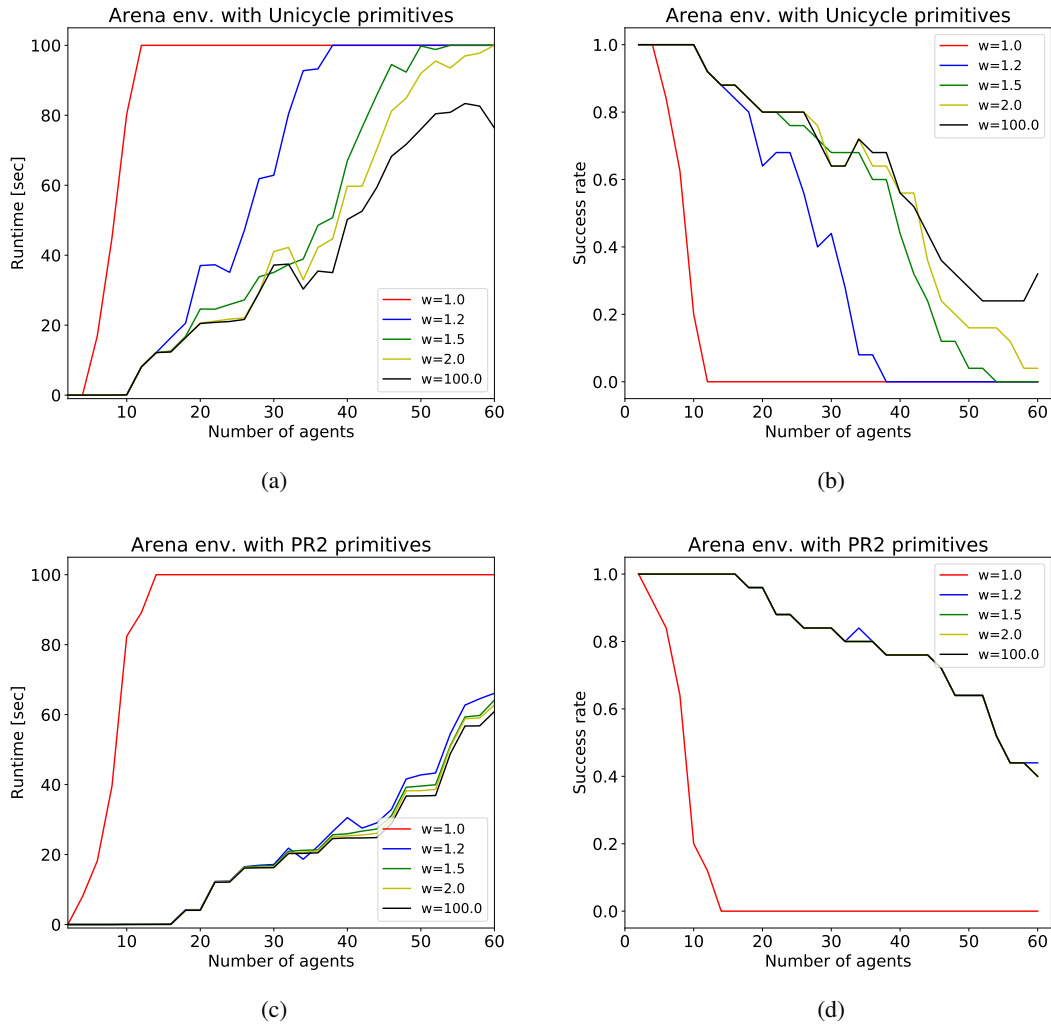 Arena env. with Unicycle primitives
Runtime [sec]
100
80
60
40
20
0
10 20 30 40 50 60
Number of agents
w=1.0
w=1.2
w=1.5
w=2.0
w=100.0
(a)
Arena env. with Unicycle primitives
Success rate
1.0
0.8
0.6
0.4
0.2
0.0
0 10 20 30 40 50 60
Number of agents
w=1.0
w=1.2
w=1.5
w=2.0
w=100.0
(b)
Arena env. with PR2 primitives
Runtime [sec]
100
80
60
40
20
0
10 20 30 40 50 60
Number of agents
w=1.0
w=1.2
w=1.5
w=2.0
w=100.0
(c)
Arena env. with PR2 primitives
Success rate
1.0
0.8
0.6
0.4
0.2
0.0
0 10 20 30 40 50 60
Number of agents
w=1.0
w=1.2
w=1.5
w=2.0
w=100.0
(d)